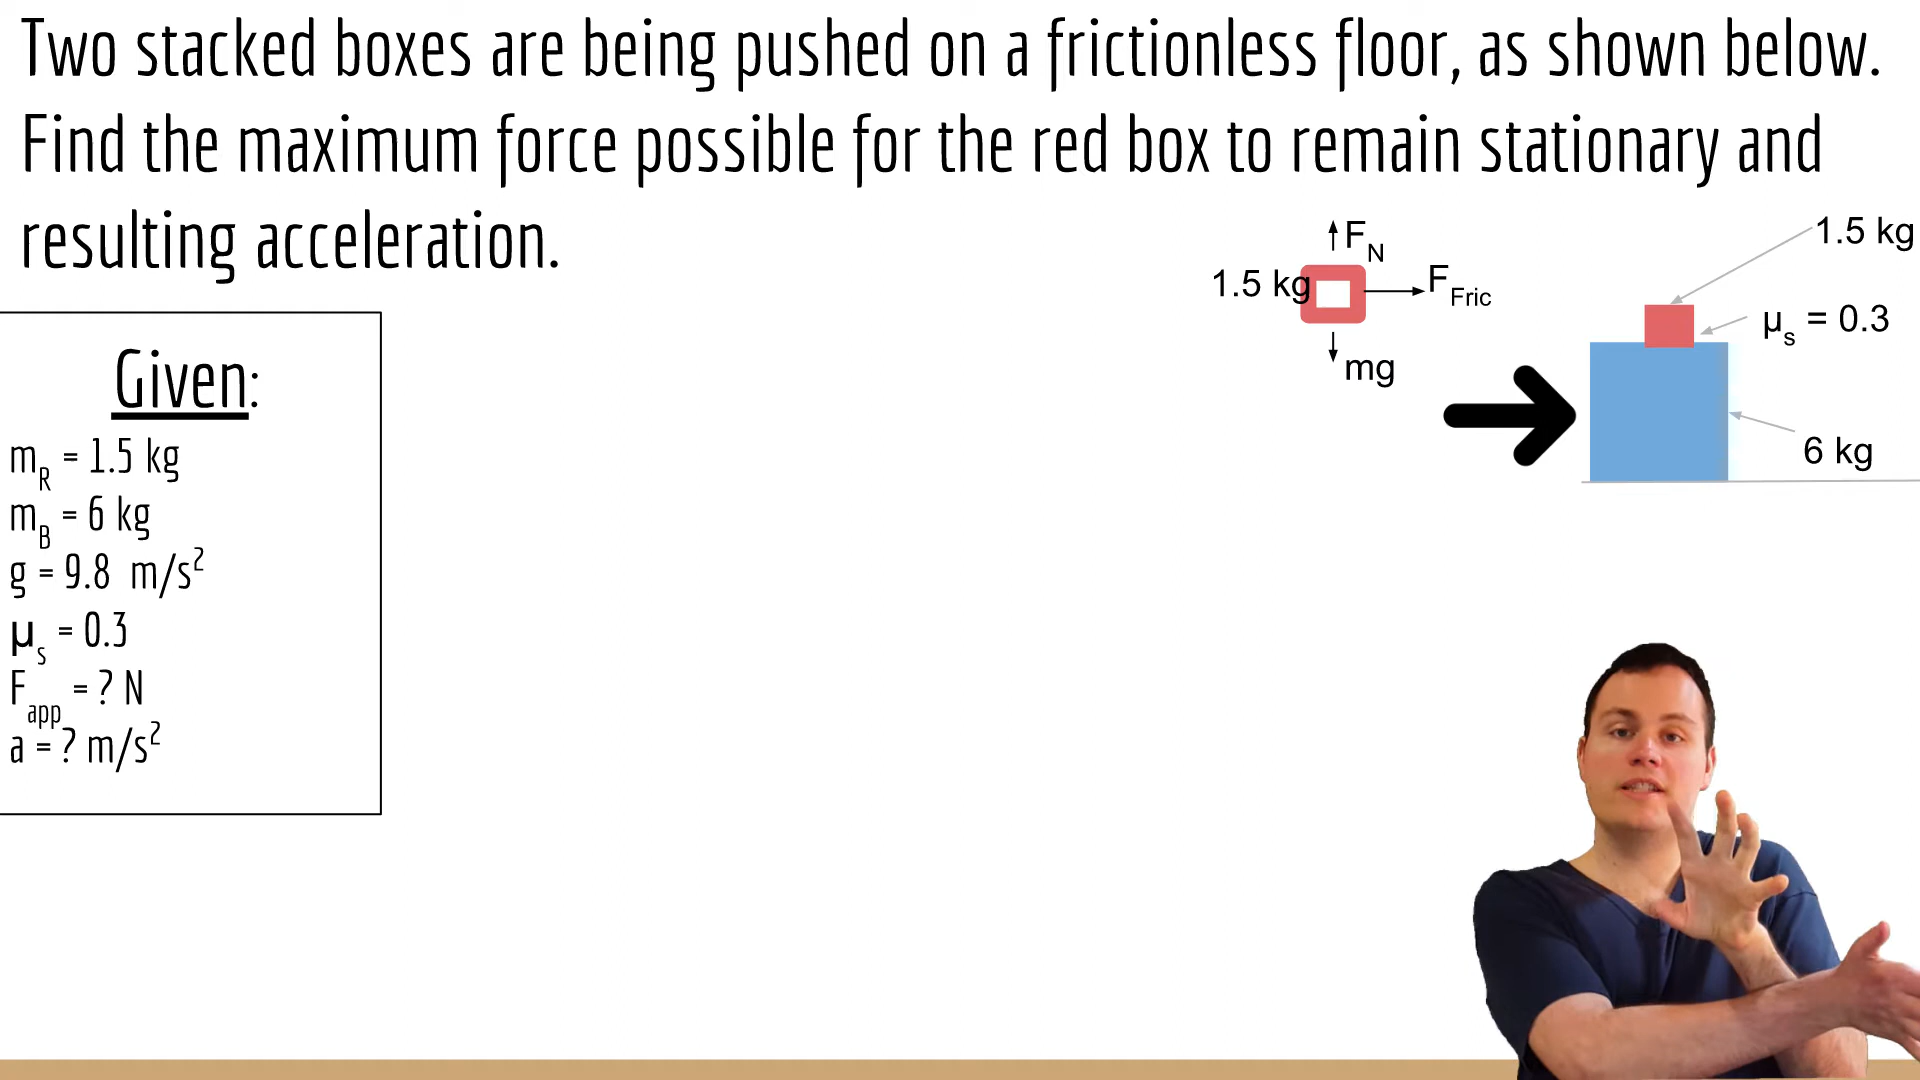 Two stacked boxes are being pushed on a frictionless floor, as shown below.
Find the maximum force possible for the red box to remain stationary and
resulting acceleration.
Given:
m_R = 1.5 kg
m_B = 6 kg
g = 9.8 m/s²
μ_s = 0.3
F_app = ? N
a = ? m/s²
F_N
1.5 kg
F_Fric
mg
1.5 kg
μ_s = 0.3
6 kg